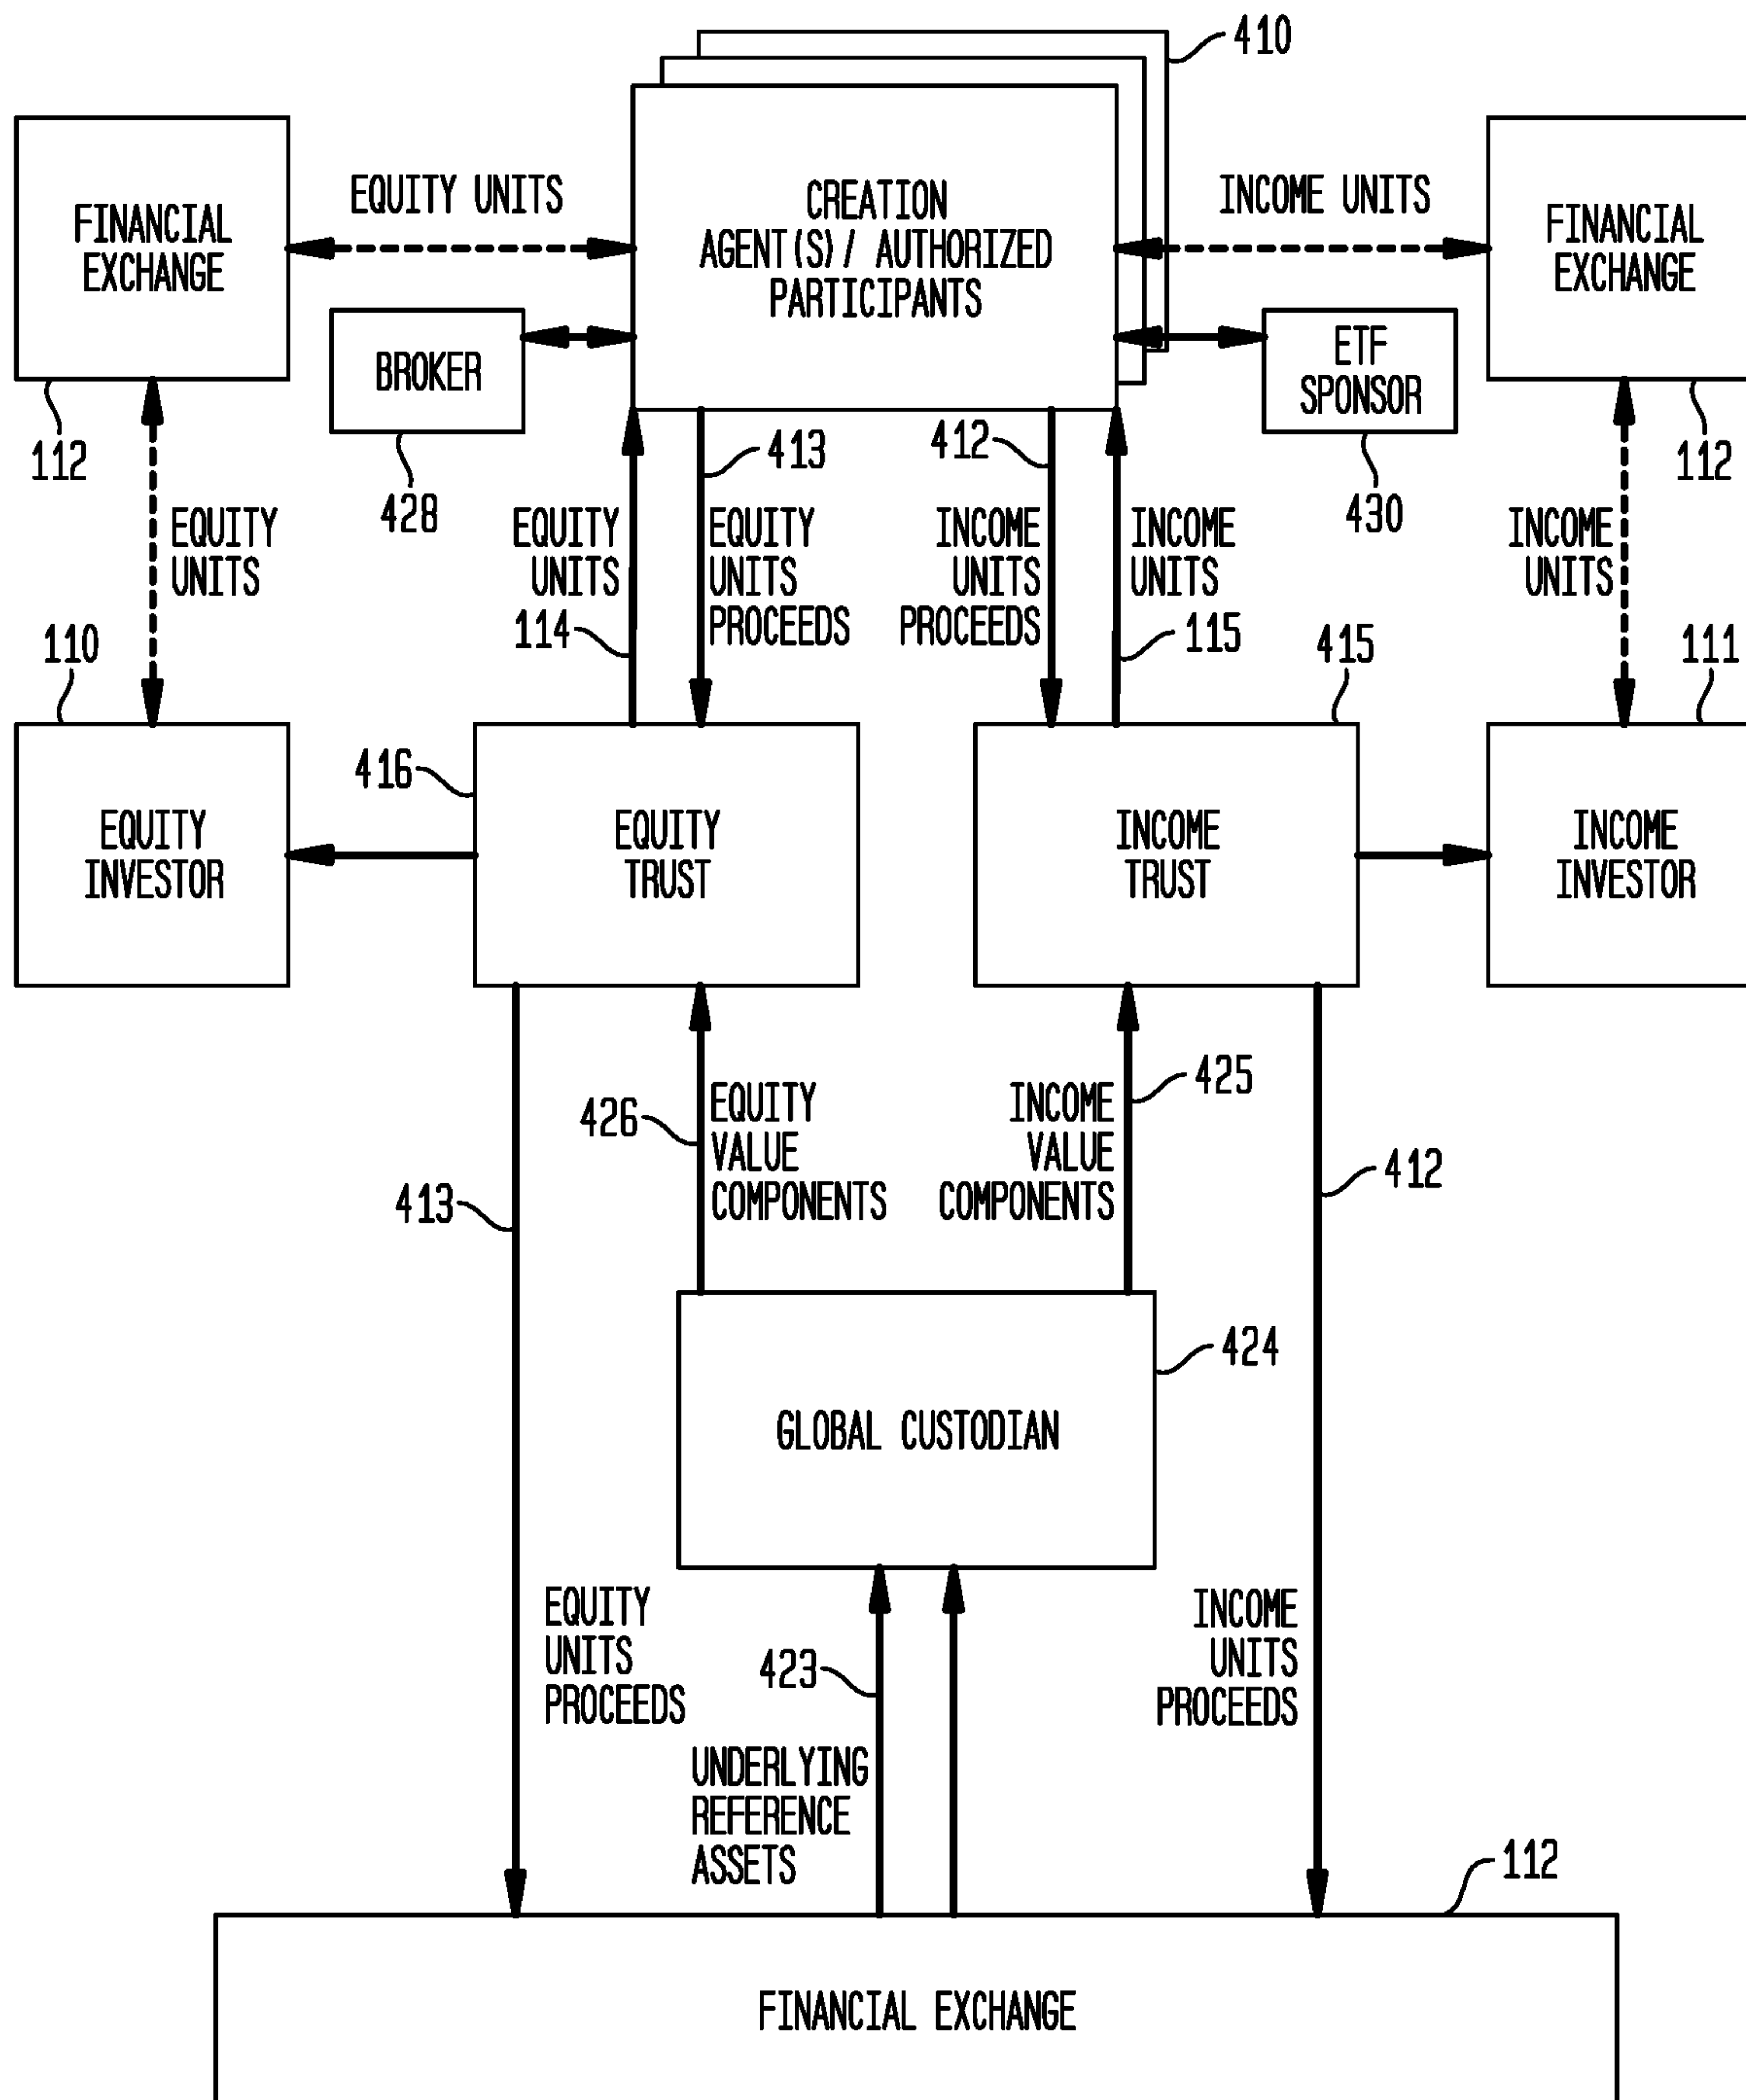 410
FINANCIAL
EXCHANGE
EQUITY UNITS
CREATION
AGENT(S)/ AUTHORIZED
PARTICIPANTS
INCOME UNITS
FINANCIAL
EXCHANGE
BROKER
ETF
SPONSOR
112
428
413
412
430
112
EQUITY
UNITS
EQUITY
UNITS
EQUITY
UNITS
PROCEEDS
INCOME
UNITS
PROCEEDS
INCOME
UNITS
INCOME
UNITS
110
114
115
415
111
416
EQUITY
INVESTOR
EQUITY
TRUST
INCOME
TRUST
INCOME
INVESTOR
426
EQUITY
VALUE
COMPONENTS
INCOME
VALUE
COMPONENTS
425
413
412
424
GLOBAL CUSTODIAN
EQUITY
UNITS
PROCEEDS
423
INCOME
UNITS
PROCEEDS
UNDERLYING
REFERENCE
ASSETS
112
FINANCIAL EXCHANGE